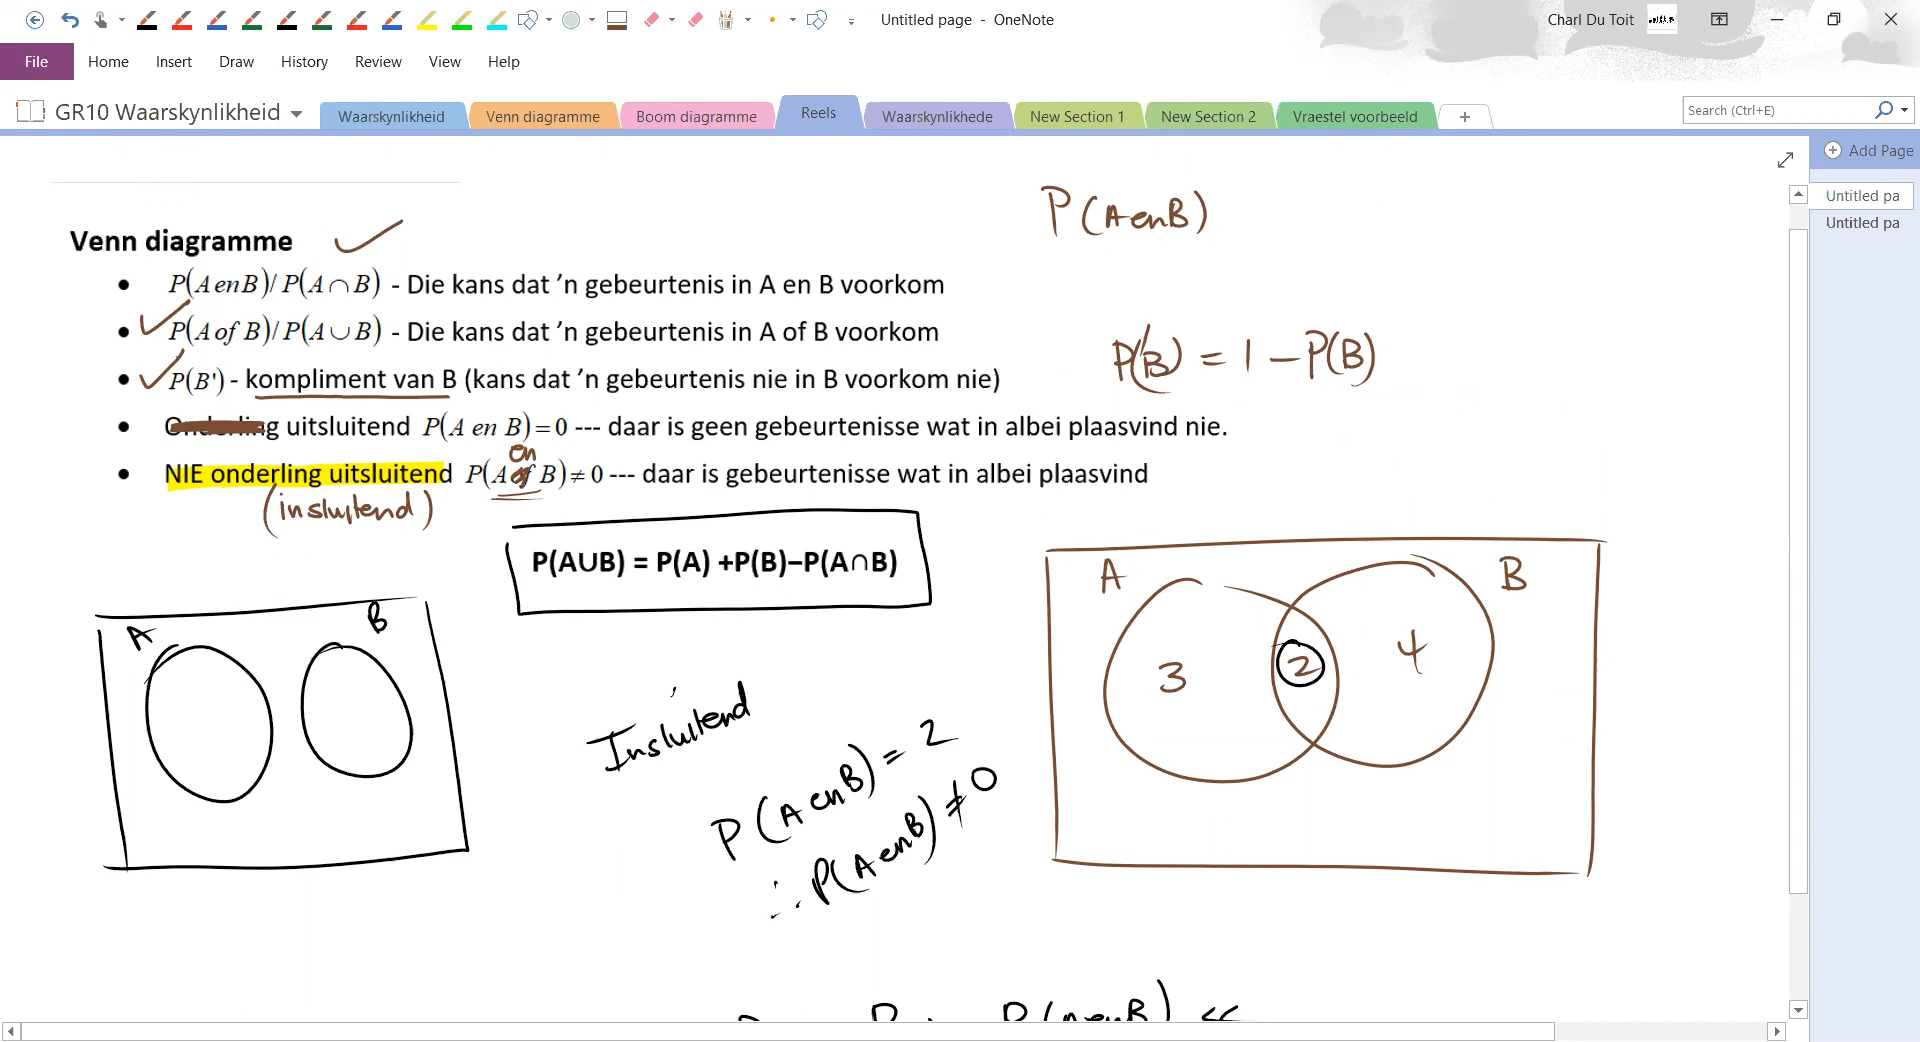 Untitled page - OneNote
Charl Du Toit
File Home Insert Draw History Review View Help
GR10 Waarskynlikheid
Waarskynlikheid
Venn diagramme
Boom diagramme
Reels
Waarskynlikhede
New Section 1
New Section 2
Vraestel voorbeeld
+
Search (Ctrl+E)
Add Page
Untitled pa
Untitled pa
P(A en B)
Venn diagramme
• P(A en B)/ P(A ∩ B) - Die kans dat ’n gebeurtenis in A en B voorkom
• P(A of B)/ P(A ∪ B) - Die kans dat ’n gebeurtenis in A of B voorkom
• P(B') - kompliment van B (kans dat ’n gebeurtenis nie in B voorkom nie)
P(B') = 1 - P(B)
• Onderling uitsluitend P(A en B) = 0 --- daar is geen gebeurtenisse wat in albei plaasvind nie.
en
• NIE onderling uitsluitend P(A of B) ≠ 0 --- daar is gebeurtenisse wat in albei plaasvind
(insluitend)
P(A∪B) = P(A) +P(B)–P(A∩B)
A B
A B
3 2 4
Insluitend
P(A en B) = 2
∴ P(A en B) ≠ 0
P(A en B)